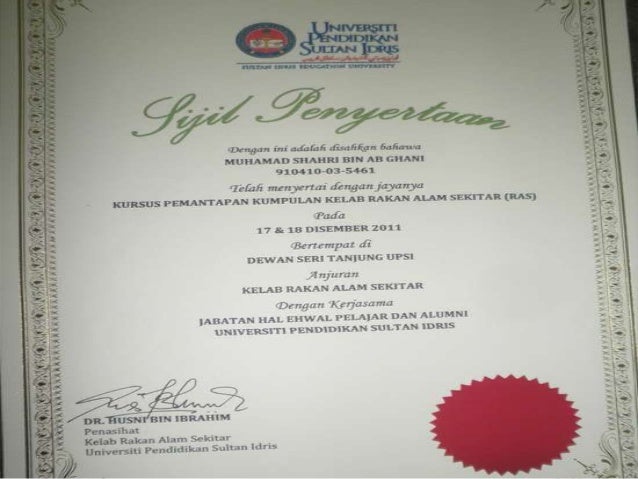 UNIVERSITI
PENDIDIKAN
SULTAN IDRIS
SULTAN IDRIS EDUCATION UNIVERSITY
Sijil Penyertaan
Dengan ini adalah disahkan bahawa
MUHAMAD SHAHRI BIN AB GHANI
910410-03-5461
Telah menyertai dengan jayanya
KURSUS PEMANTAPAN KUMPULAN KELAB RAKAN ALAM SEKITAR (RAS)
Pada
17 & 18 DISEMBER 2011
Bertempat di
DEWAN SERI TANJUNG UPSI
Anjuran
KELAB RAKAN ALAM SEKITAR
Dengan Kerjasama
JABATAN HAL EHWAL PELAJAR DAN ALUMNI
UNIVERSITI PENDIDIKAN SULTAN IDRIS
DR. HUSNI BIN IBRAHIM
Penasihat
Kelab Rakan Alam Sekitar
Universiti Pendidikan Sultan Idris